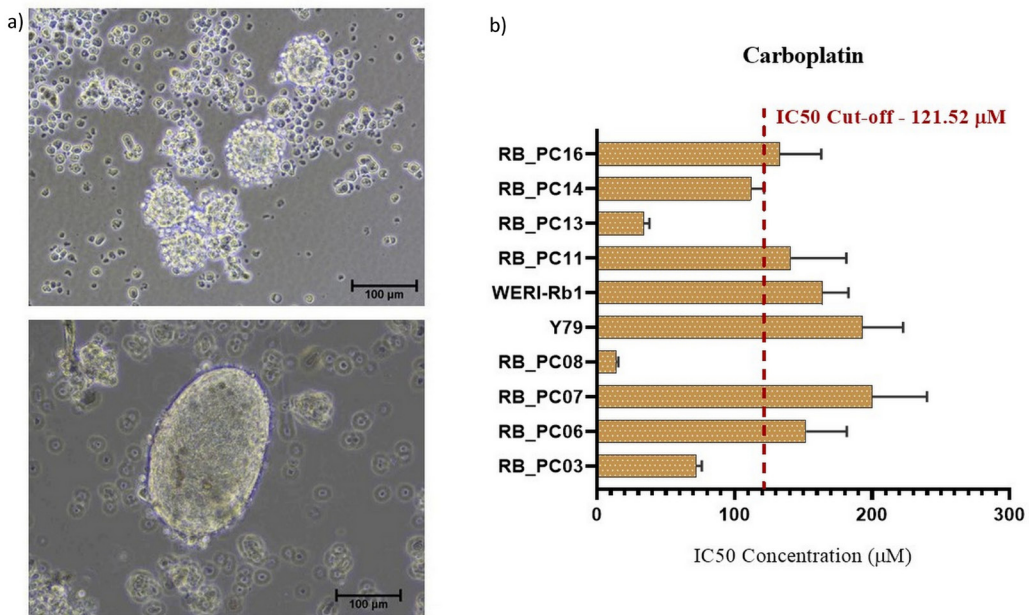 a)
100 μm
100 μm
b)
Carboplatin
IC50 Cut-off - 121.52 μM
RB_PC16
RB_PC14
RB_PC13
RB_PC11
WERI-Rb1
Y79
RB_PC08
RB_PC07
RB_PC06
RB_PC03
0 100 200 300
IC50 Concentration (μM)